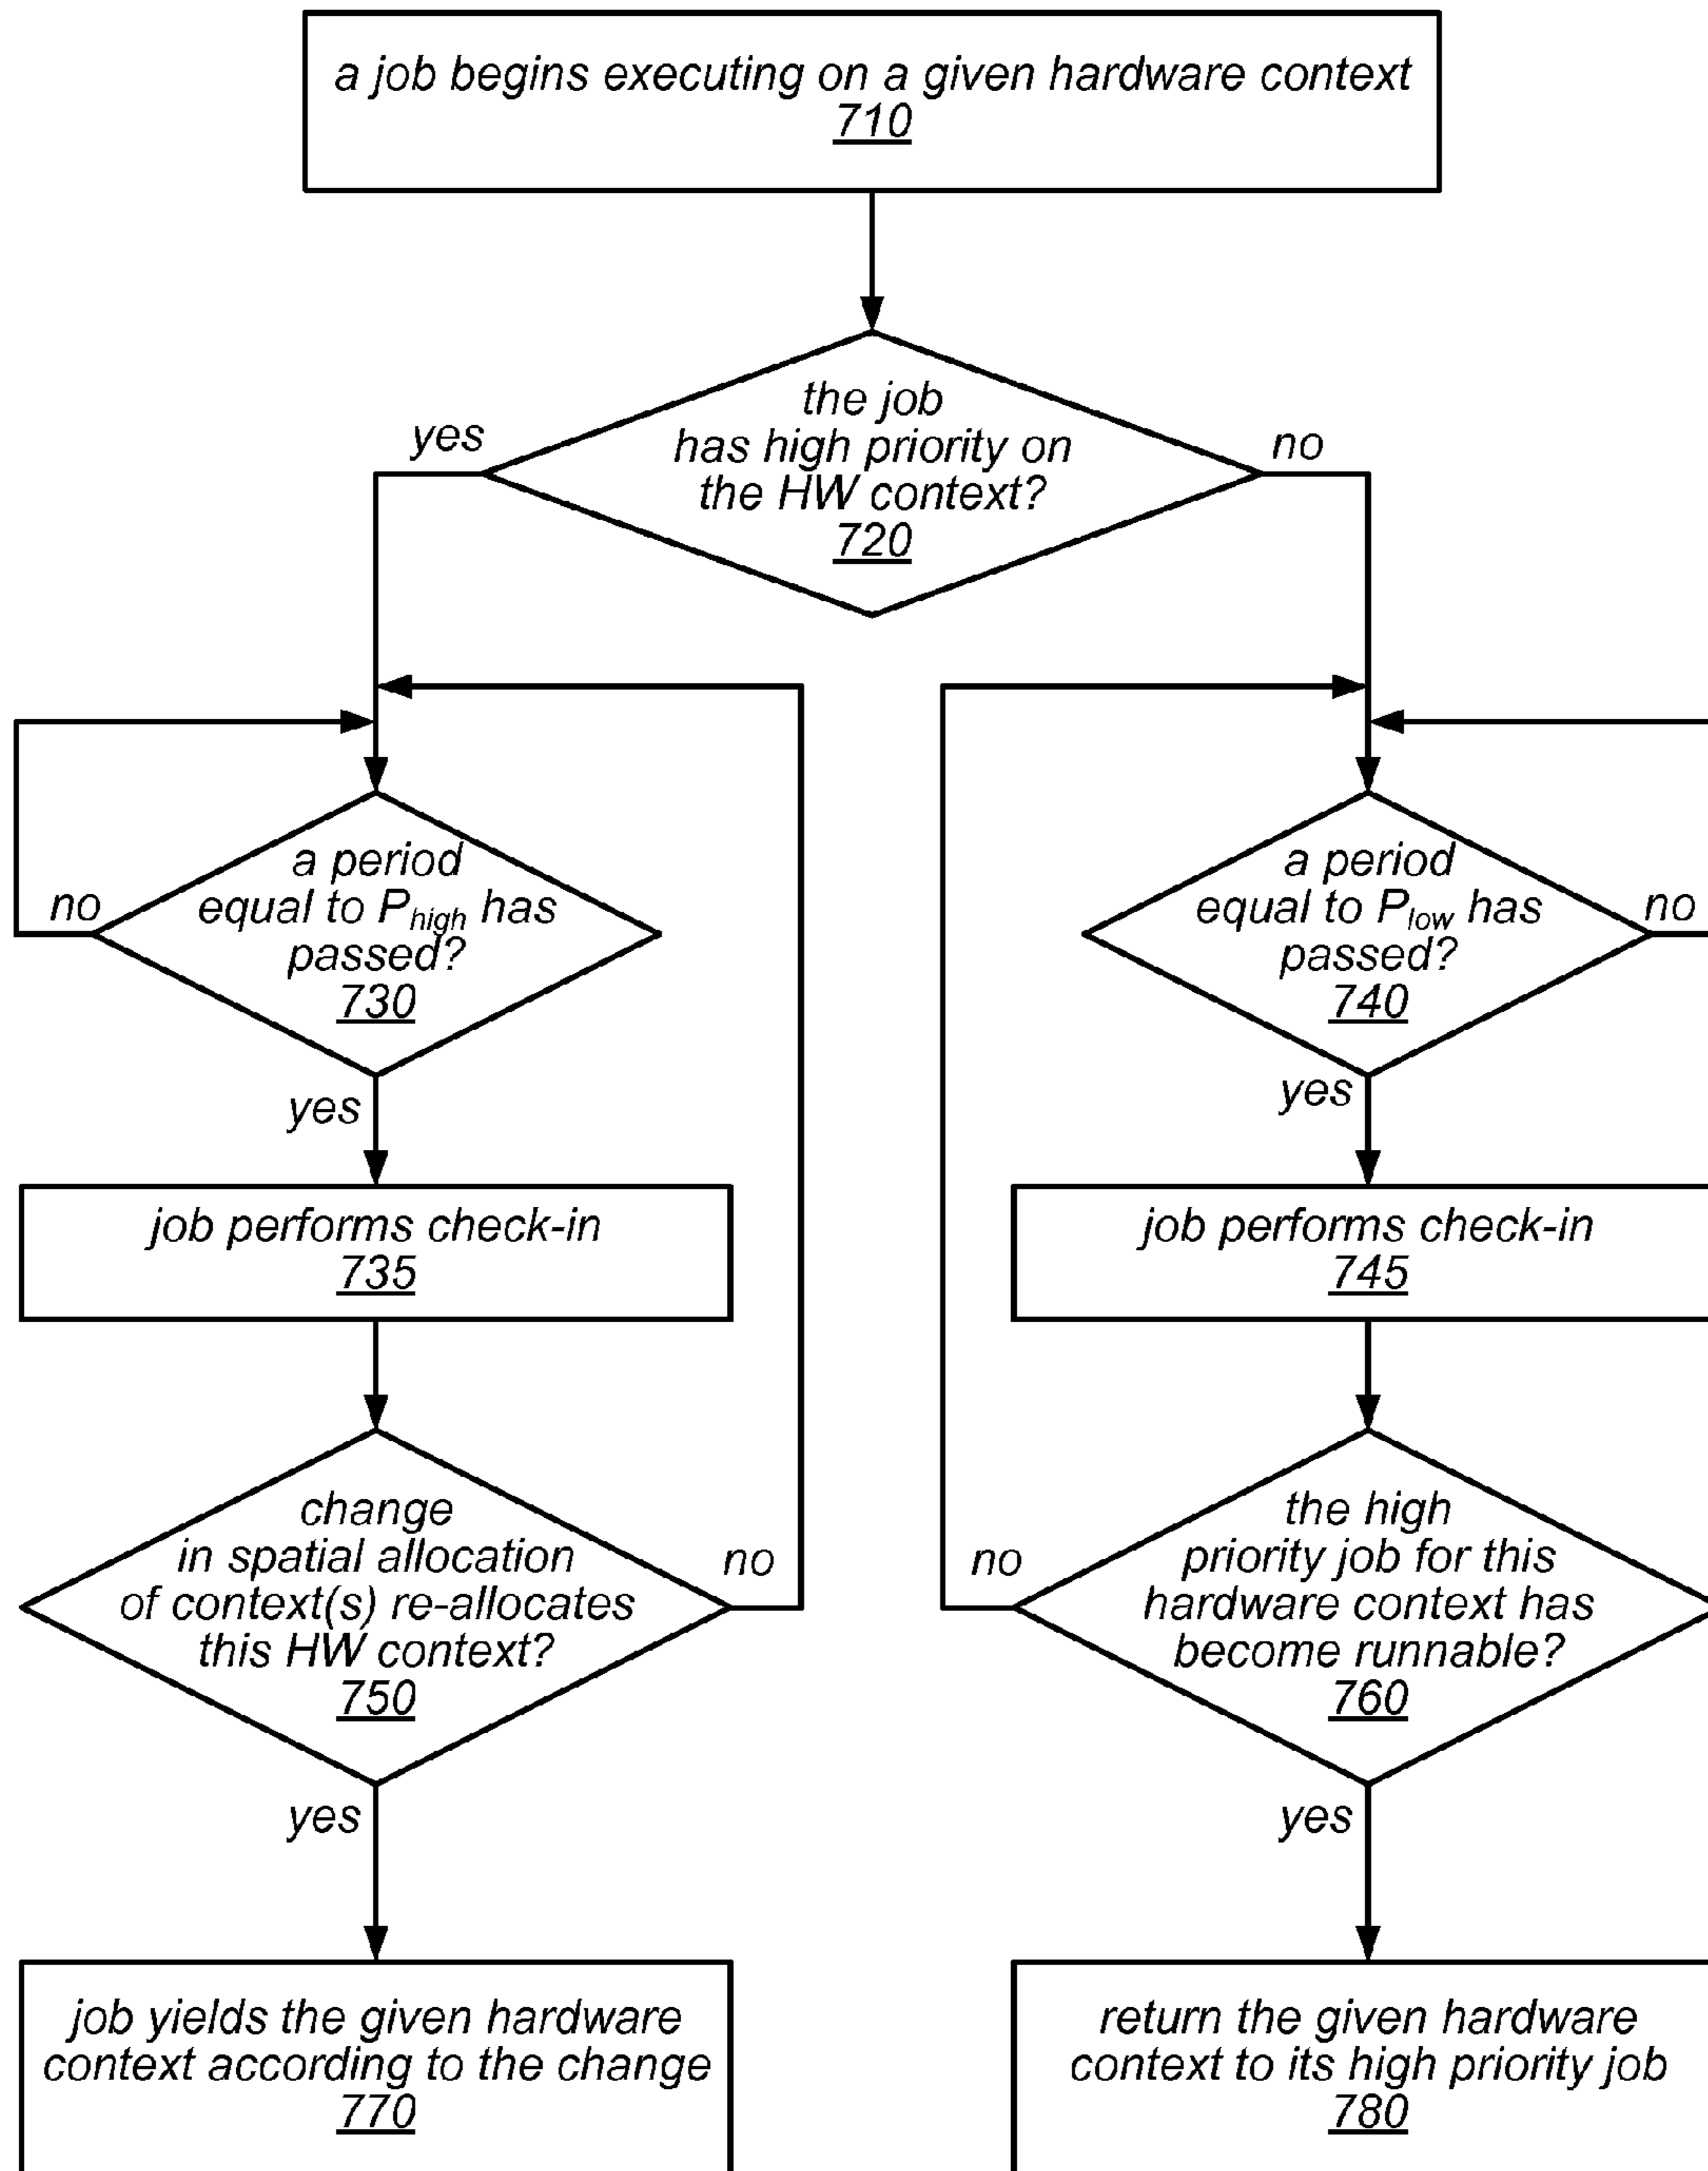 a job begins executing on a given hardware context
710
the job
has high priority on
the HW context?
720
yes
no
a period
equal to P_high has
passed?
730
no
yes
a period
equal to P_low has
passed?
740
no
yes
job performs check-in
735
job performs check-in
745
change
in spatial allocation
of context(s) re-allocates
this HW context?
750
no
yes
the high
priority job for this
hardware context has
become runnable?
760
no
yes
job yields the given hardware
context according to the change
770
return the given hardware
context to its high priority job
780